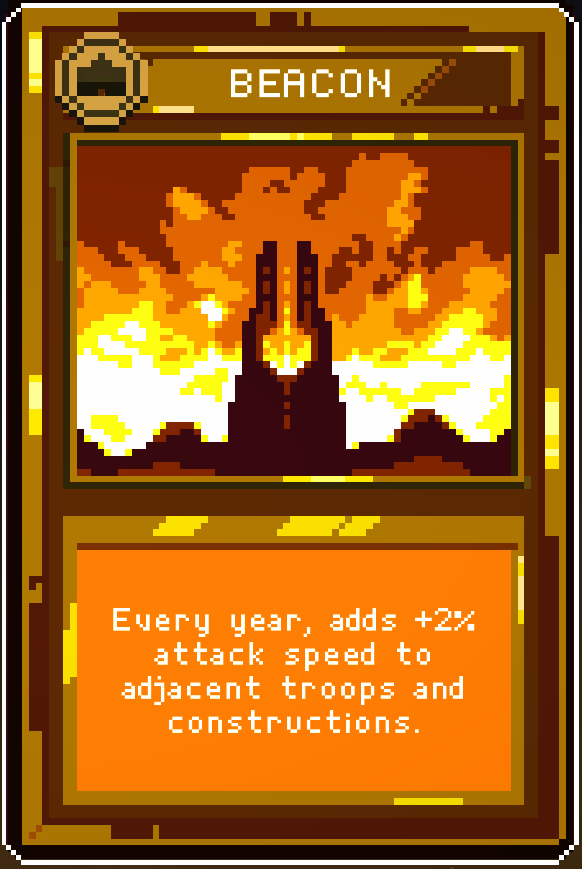 BEACON
Every year, adds +2%
attack speed to
adjacent troops and
constructions.